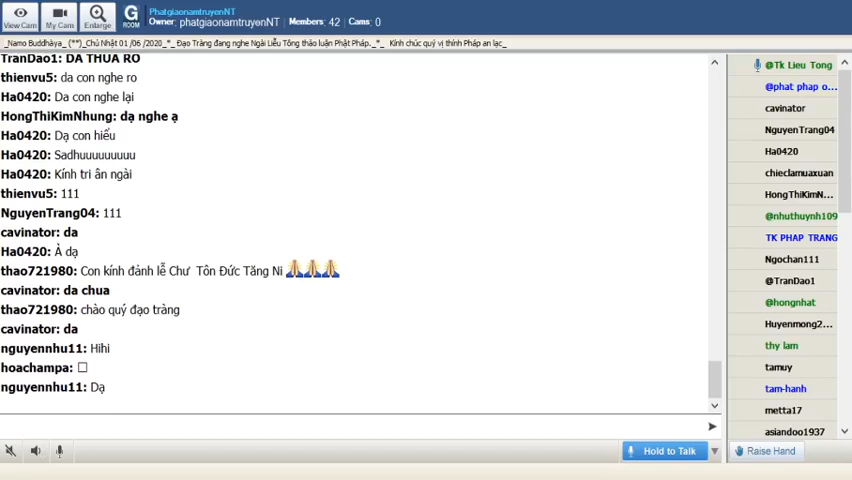 View Cam
My Cam
Enlarge
G
ROOM
PhatgiaonamtruyenNT
Owner: phatgiaonamtruyenNT
Members: 42
Cams: 0
_Namo Buddhàya_ (**)_Chủ Nhật 01 /06 /2020_*_ Đạo Tràng đang nghe Ngài Liễu Tông thảo luận Phật Pháp._*_ Kính chúc quý vị thính Pháp an lạc_
TranDao1: DA THUA RO
thienvu5: da con nghe ro
Ha0420: Da con nghe lại
HongThiKimNhung: dạ nghe ạ
Ha0420: Dạ con hiểu
Ha0420: Sadhuuuuuuuuu
Ha0420: Kính tri ân ngài
thienvu5: 111
NguyenTrang04: 111
cavinator: da
Ha0420: À dạ
thao721980: Con kính đảnh lễ Chư Tôn Đức Tăng Ni 🙏🙏🙏
cavinator: da chua
thao721980: chào quý đạo tràng
cavinator: da
nguyennhu11: Hihi
hoachampa: □
nguyennhu11: Dạ
@Tk Lieu Tong
@phat phap o...
cavinator
NguyenTrang04
Ha0420
chieclamuaxuan
HongThiKimN...
@nhuthuynh109
TK PHAP TRANG
Ngochan111
@TranDao1
@hongnhat
Huyenmong2...
thy lam
tamuy
tam-hanh
metta17
asiandoo1937
Hold to Talk
Raise Hand